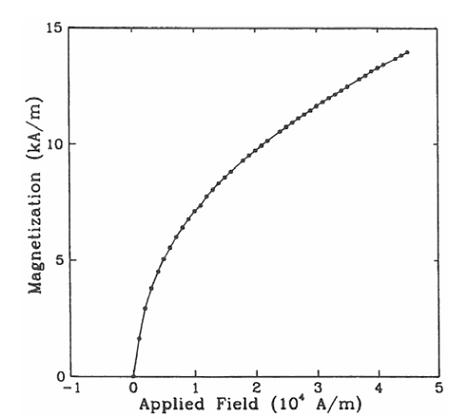 15
10
5
0
Magnetization (kA/m)
-1 0 1 2 3 4 5
Applied Field (10⁴ A/m)